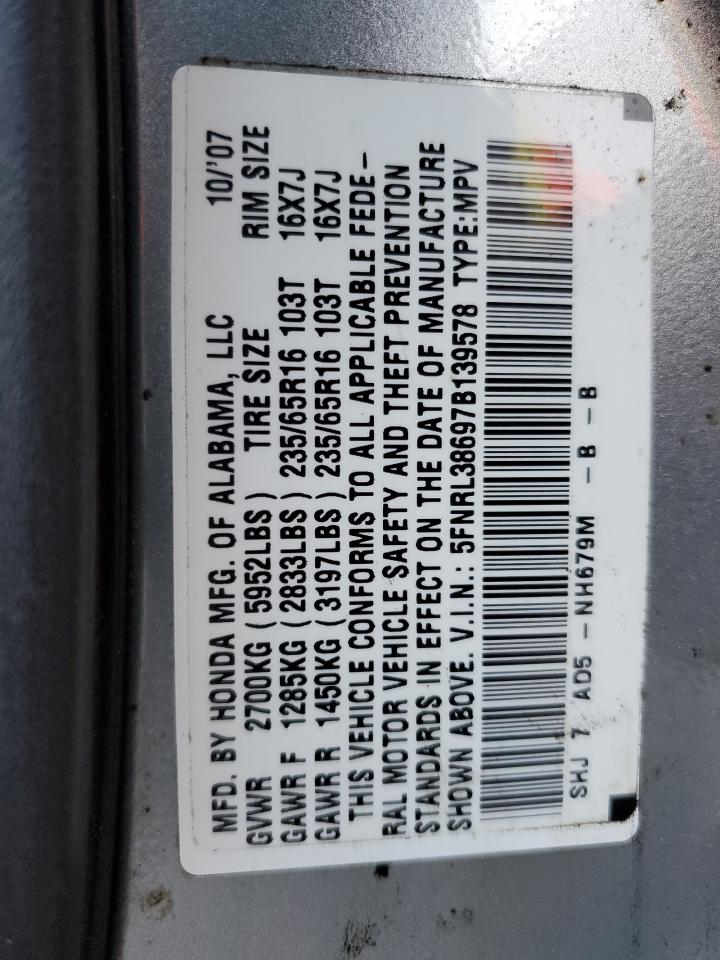 MFD. BY HONDA MFG. OF ALABAMA, LLC 10/'07
GVWR 2700KG (5952LBS) TIRE SIZE RIM SIZE
GAWR F 1285KG (2833LBS) 235/65R16 103T 16X7J
GAWR R 1450KG (3197LBS) 235/65R16 103T 16X7J
THIS VEHICLE CONFORMS TO ALL APPLICABLE FEDE-
RAL MOTOR VEHICLE SAFETY AND THEFT PREVENTION
STANDARDS IN EFFECT ON THE DATE OF MANUFACTURE
SHOWN ABOVE. V.I.N.: 5FNRL38697B139578 TYPE:MPV
SHJ 7 AD5 -NH679M -B -B